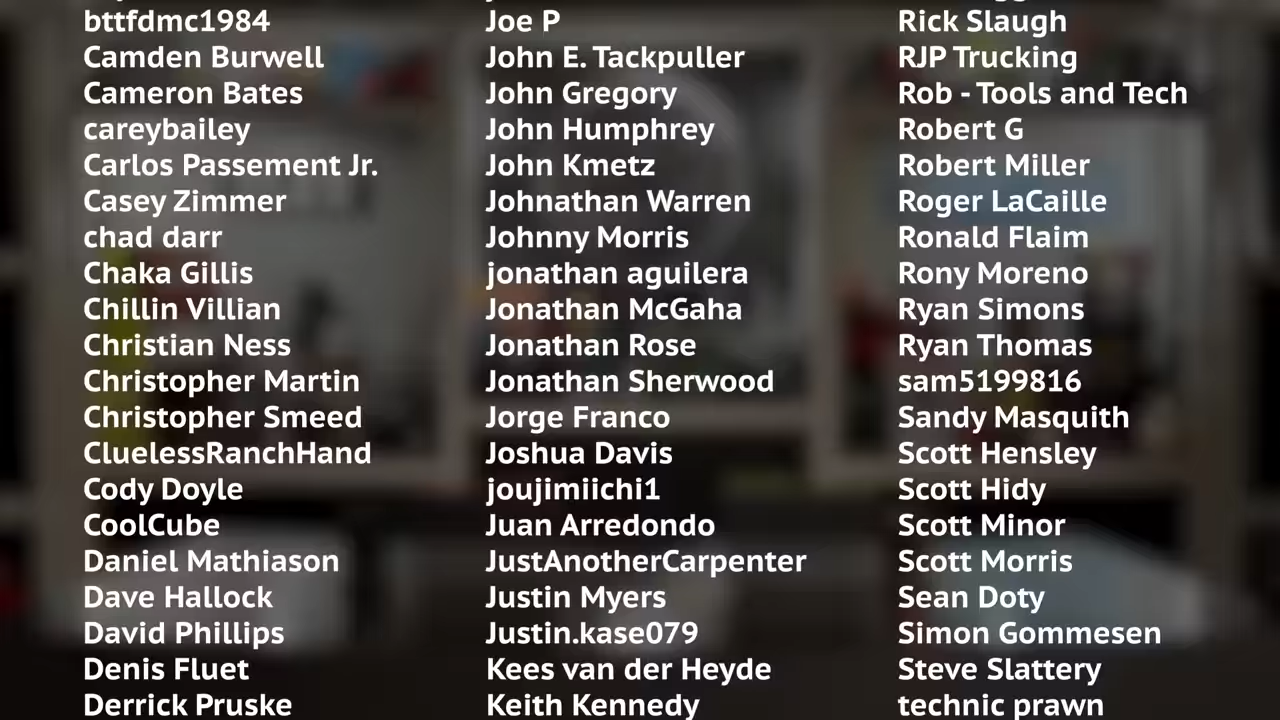 bttfdmc1984
Camden Burwell
Cameron Bates
careybailey
Carlos Passement Jr.
Casey Zimmer
chad darr
Chaka Gillis
Chillin Villian
Christian Ness
Christopher Martin
Christopher Smeed
CluelessRanchHand
Cody Doyle
CoolCube
Daniel Mathiason
Dave Hallock
David Phillips
Denis Fluet
Derrick Pruske
Joe P
John E. Tackpuller
John Gregory
John Humphrey
John Kmetz
Johnathan Warren
Johnny Morris
jonathan aguilera
Jonathan McGaha
Jonathan Rose
Jonathan Sherwood
Jorge Franco
Joshua Davis
joujimiichi1
Juan Arredondo
JustAnotherCarpenter
Justin Myers
Justin.kase079
Kees van der Heyde
Keith Kennedy
Rick Slaugh
RJP Trucking
Rob - Tools and Tech
Robert G
Robert Miller
Roger LaCaille
Ronald Flaim
Rony Moreno
Ryan Simons
Ryan Thomas
sam5199816
Sandy Masquith
Scott Hensley
Scott Hidy
Scott Minor
Scott Morris
Sean Doty
Simon Gommesen
Steve Slattery
technic prawn